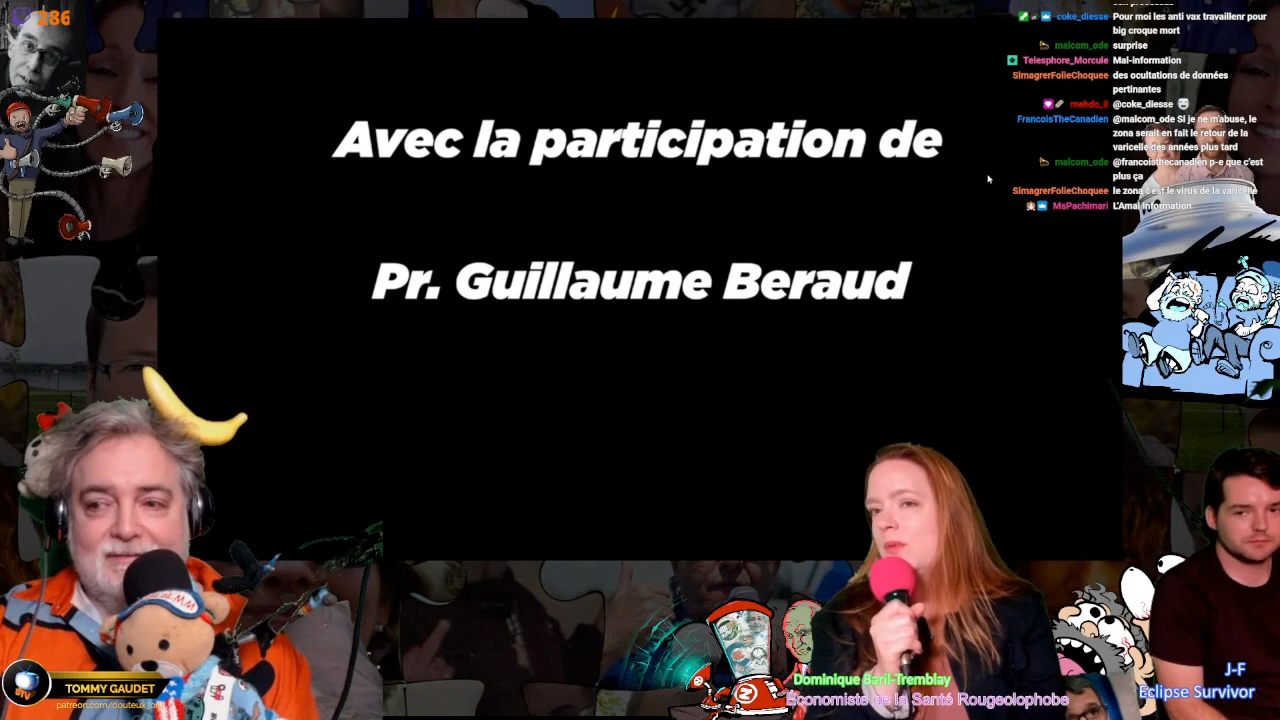 286
Avec la participation de
Pr. Guillaume Beraud
coke_diesse Pour moi les anti vax travaillenr pour
big croque mort
malcom_ode surprise
Telesphore_Morcule Mal-information
SimagrerFolieChoquee des ocultations de données
pertinantes
mehdo_0 @coke_diesse
FrancoisTheCanadien @malcom_ode Si je ne m'abuse, le
zona serait en fait le retour de la
varicelle des années plus tard
malcom_ode @francoisthecanadien p-e que c'est
plus ça
SimagrerFolieChoquee le zona c'est le virus de la varicelle
MsPachimari L'Amal Information
DTV
TOMMY GAUDET
Dominique Baril-Tremblay
Économiste de la Santé Rougeolophobe
J-F
Eclipse Survivor